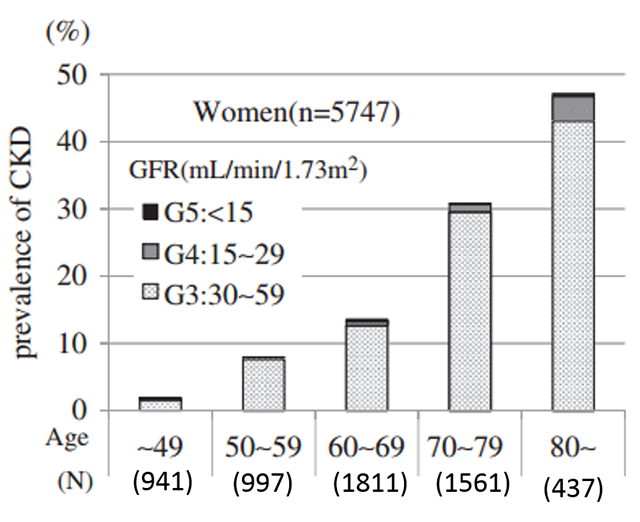 (%)
50
Women(n=5747)
40
GFR(mL/min/1.73m²)
30
G5:<15
G4:15~29
20
G3:30~59
10
0
prevalence of CKD
Age ~49 50~59 60~69 70~79 80~
(N) (941) (997) (1811) (1561) (437)